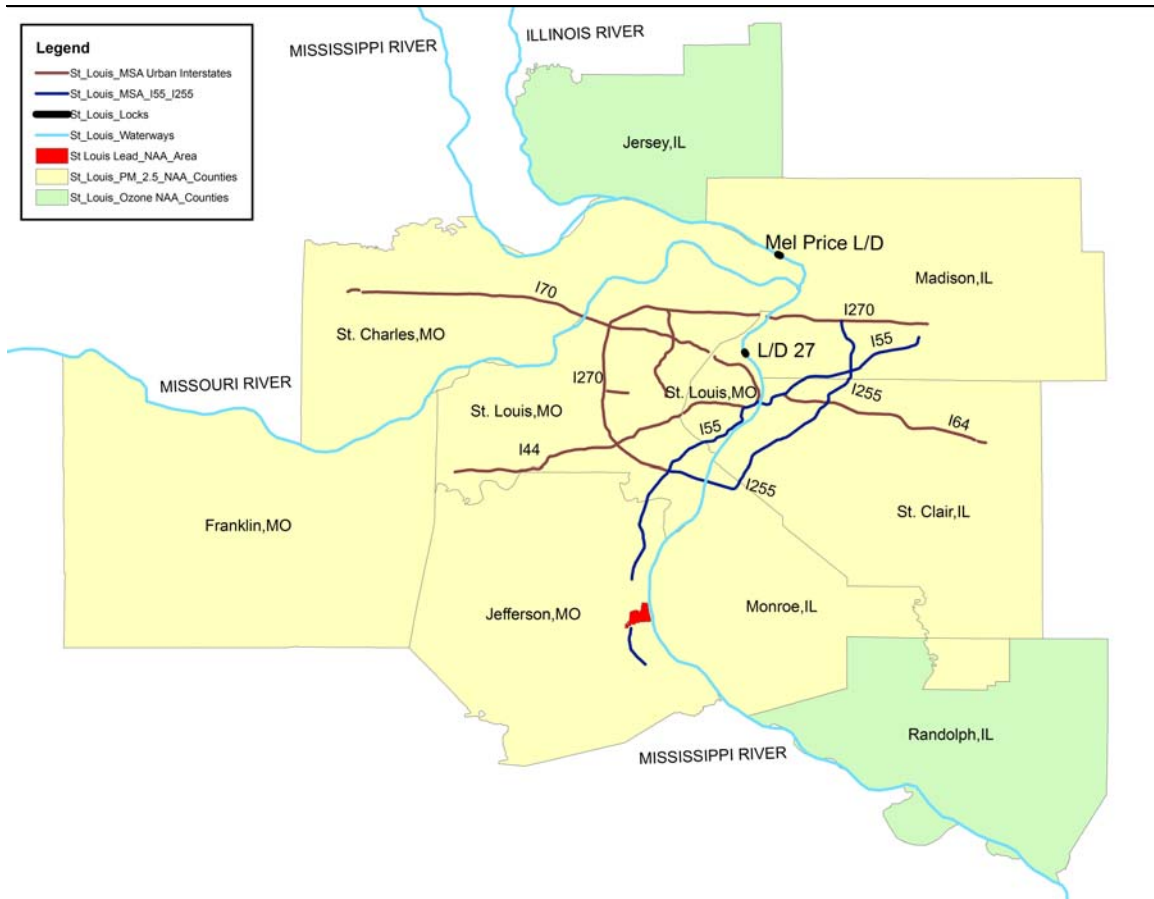 MISSISSIPPI RIVER
ILLINOIS RIVER
Legend
St_Louis_MSA Urban Interstates
St_Louis_MSA_I55_I255
St_Louis_Locks
St_Louis_Waterways
St Louis Lead_NAA_Area
St_Louis_PM_2.5_NAA_Counties
St_Louis_Ozone NAA_Counties
Jersey,IL
Mel Price L/D
Madison,IL
I70
I270
St. Charles,MO
I55
L/D 27
MISSOURI RIVER
I270
St. Louis,MO
I255
St. Louis,MO
I64
I55
I44
I255
St. Clair,IL
Franklin,MO
Jefferson,MO
Monroe,IL
Randolph,IL
MISSISSIPPI RIVER